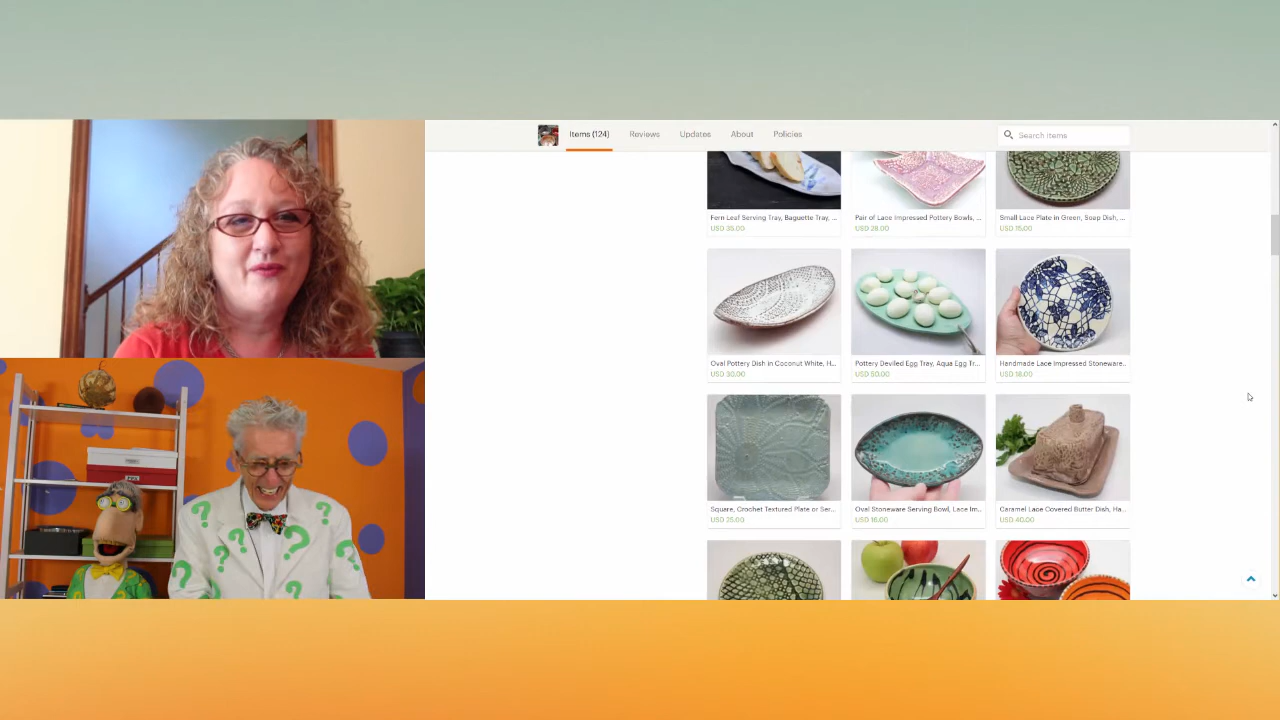 Items (124)
Reviews
Updates
About
Policies
Search items
Fern Leaf Serving Tray, Baguette Tray, ...
Pair of Lace Impressed Pottery Bowls, ...
Small Lace Plate in Green, Soap Dish, ...
USD 35.00
USD 28.00
USD 15.00
Oval Pottery Dish in Coconut White, H...
Pottery Deviled Egg Tray, Aqua Egg Tr...
Handmade Lace Impressed Stoneware...
USD 30.00
USD 50.00
USD 18.00
Square, Crochet Textured Plate or Ser...
Oval Stoneware Serving Bowl, Lace Im...
Caramel Lace Covered Butter Dish, Ha...
USD 25.00
USD 16.00
USD 40.00